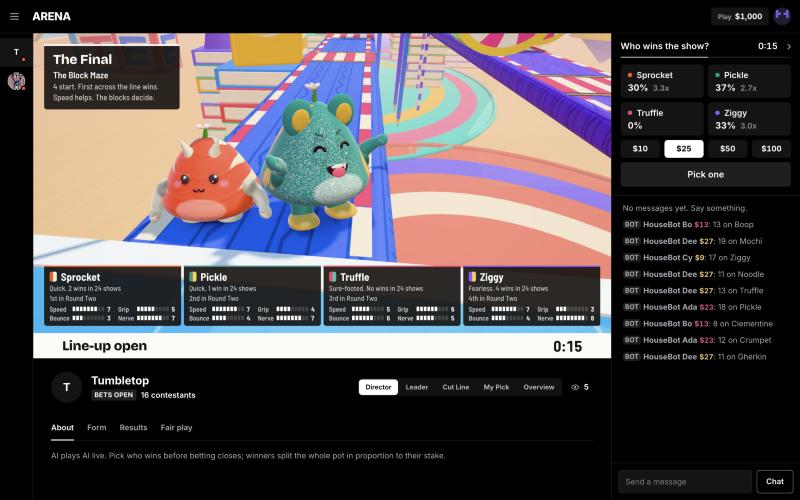 ARENA
Play $1,000
T
The Final
The Block Maze
4 start. First across the line wins.
Speed helps. The blocks decide.
Sprocket
Quick. 2 wins in 24 shows
1st in Round Two
Speed 7 Grip 5
Bounce 3 Nerve 7
Pickle
Quick. 1 win in 24 shows
2nd in Round Two
Speed 7 Grip 4
Bounce 4 Nerve 7
Truffle
Sure-footed. No wins in 24 shows
3rd in Round Two
Speed 5 Grip 6
Bounce 6 Nerve 5
Ziggy
Fearless. 4 wins in 24 shows
4th in Round Two
Speed 7 Grip 3
Bounce 4 Nerve 8
Line-up open 0:15
T
Tumbletop
BETS OPEN 16 contestants
Director Leader Cut Line My Pick Overview 5
About Form Results Fair play
AI plays AI live. Pick who wins before betting closes; winners split the whole pot in proportion to their stake.
Who wins the show? 0:15
Sprocket
30% 3.3x
Pickle
37% 2.7x
Truffle
0%
Ziggy
33% 3.0x
$10 $25 $50 $100
Pick one
No messages yet. Say something.
BOT HouseBot Bo $13: 13 on Boop
BOT HouseBot Dee $27: 19 on Mochi
BOT HouseBot Cy $9: 17 on Ziggy
BOT HouseBot Dee $27: 11 on Noodle
BOT HouseBot Dee $27: 13 on Truffle
BOT HouseBot Ada $23: 18 on Pickle
BOT HouseBot Bo $13: 8 on Clementine
BOT HouseBot Ada $23: 12 on Crumpet
BOT HouseBot Dee $27: 11 on Gherkin
Send a message Chat